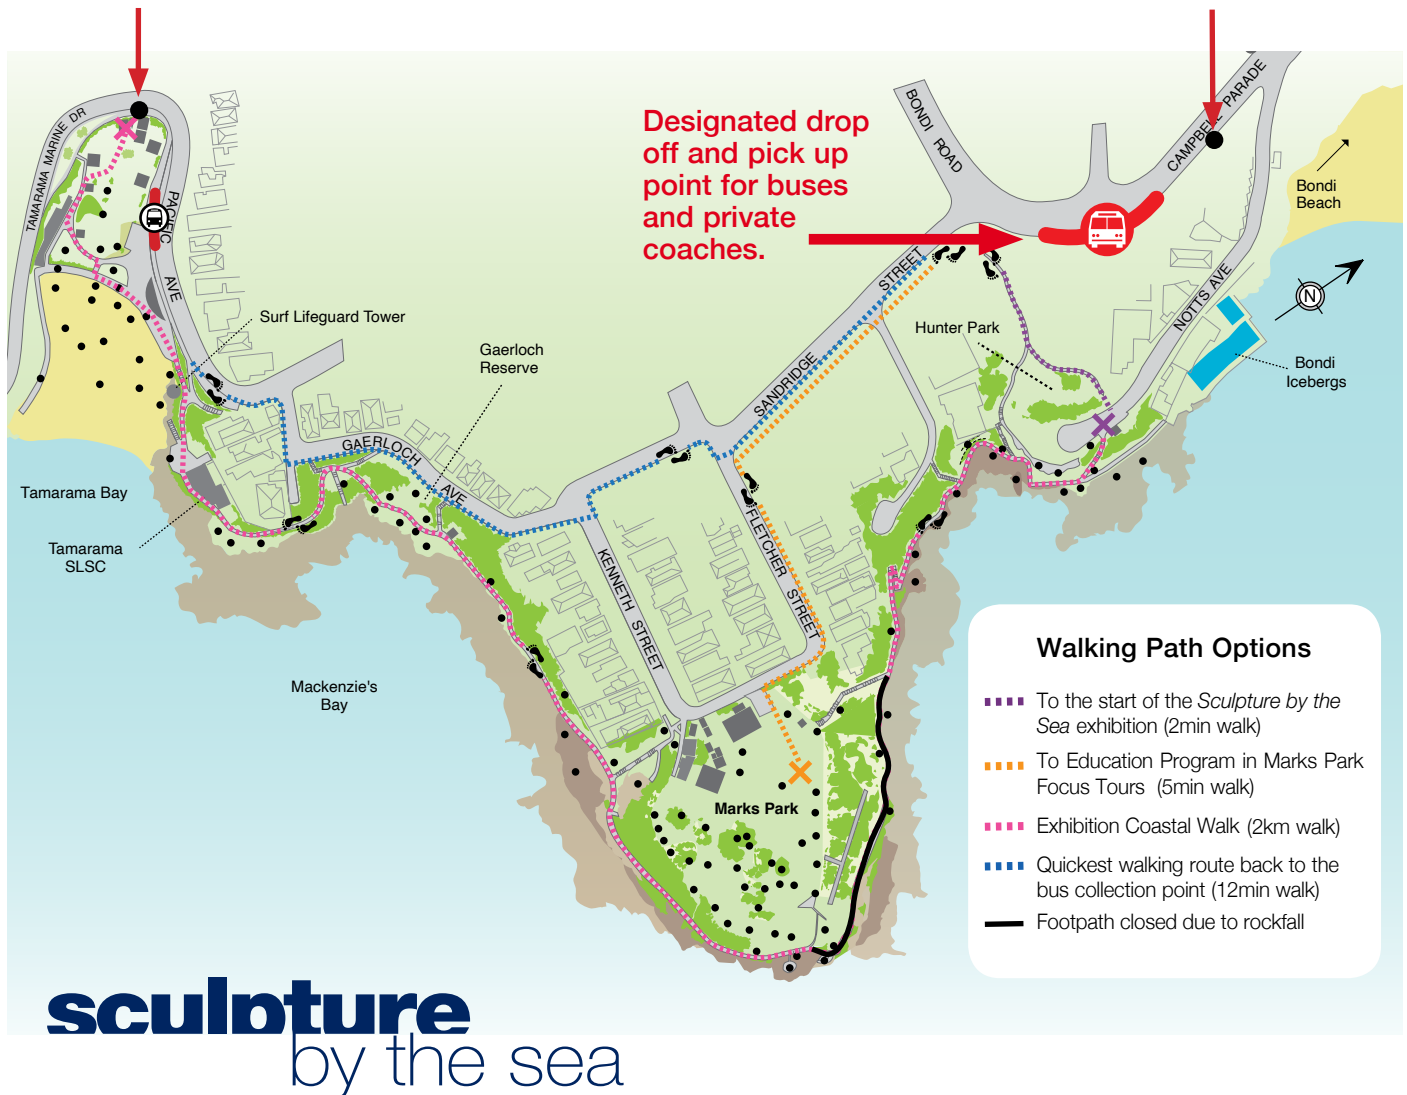 Designated drop
off and pick up
point for buses
and private
coaches.
TAMARAMA MARINE DR
PACIFIC
AVE
BONDI ROAD
CAMPBELL PARADE
Bondi
Beach
N
NOTTS AVE
Bondi
Icebergs
Hunter Park
SANDRIDGE
STREET
Surf Lifeguard Tower
Gaerloch
Reserve
GAERLOCH
AVE
Tamarama Bay
Tamarama
SLSC
KENNETH STREET
FLETCHER STREET
Mackenzie's
Bay
Marks Park
Walking Path Options
To the start of the Sculpture by the
Sea exhibition (2min walk)
To Education Program in Marks Park
Focus Tours (5min walk)
Exhibition Coastal Walk (2km walk)
Quickest walking route back to the
bus collection point (12min walk)
Footpath closed due to rockfall
sculpture
by the sea